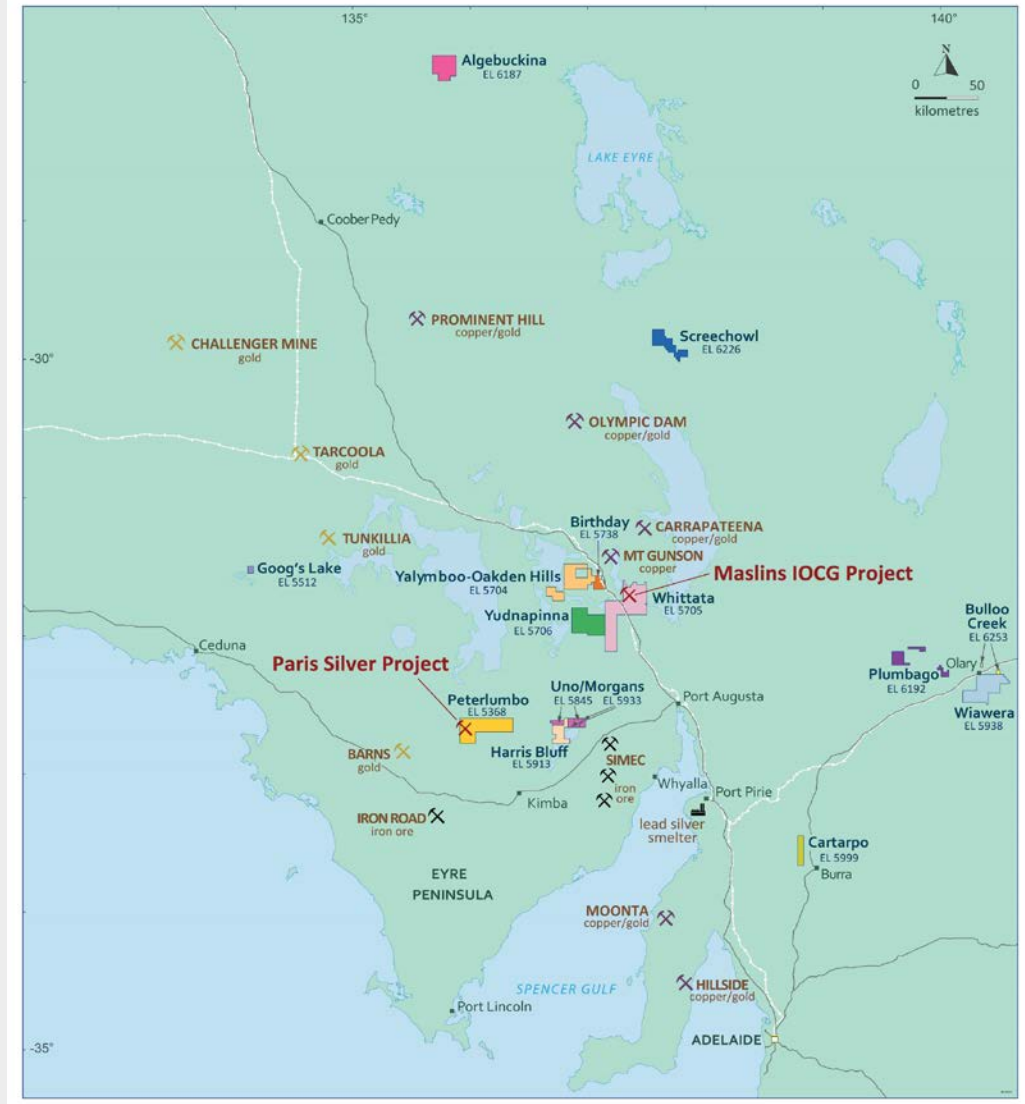 135°
140°
Algebuckina
EL 6187
N
0 50
kilometres
LAKE EYRE
Coober Pedy
PROMINENT HILL
copper/gold
CHALLENGER MINE
gold
Screechowl
EL 6226
-30°
OLYMPIC DAM
copper/gold
TARCOOLA
gold
Birthday
EL 5738
CARRAPATEENA
copper/gold
TUNKILLIA
gold
MT GUNSON
copper
Goog's Lake
EL 5512
Yalymboo-Oakden Hills
EL 5704
Maslins IOCG Project
Whittata
EL 5705
Yudnapinna
EL 5706
Bulloo
Creek
EL 6253
Olary
Ceduna
Paris Silver Project
Plumbago
EL 6192
Peterlumbo
EL 5368
Uno/Morgans
EL 5845 EL 5933
Port Augusta
Wiawera
EL 5938
Harris Bluff
EL 5913
BARNS
gold
SIMEC
iron
ore
Whyalla
Kimba
Port Pirie
IRON ROAD
iron ore
lead silver
smelter
Cartarpo
EL 5999
Burra
EYRE
PENINSULA
MOONTA
copper/gold
SPENCER GULF
HILLSIDE
copper/gold
Port Lincoln
ADELAIDE
-35°